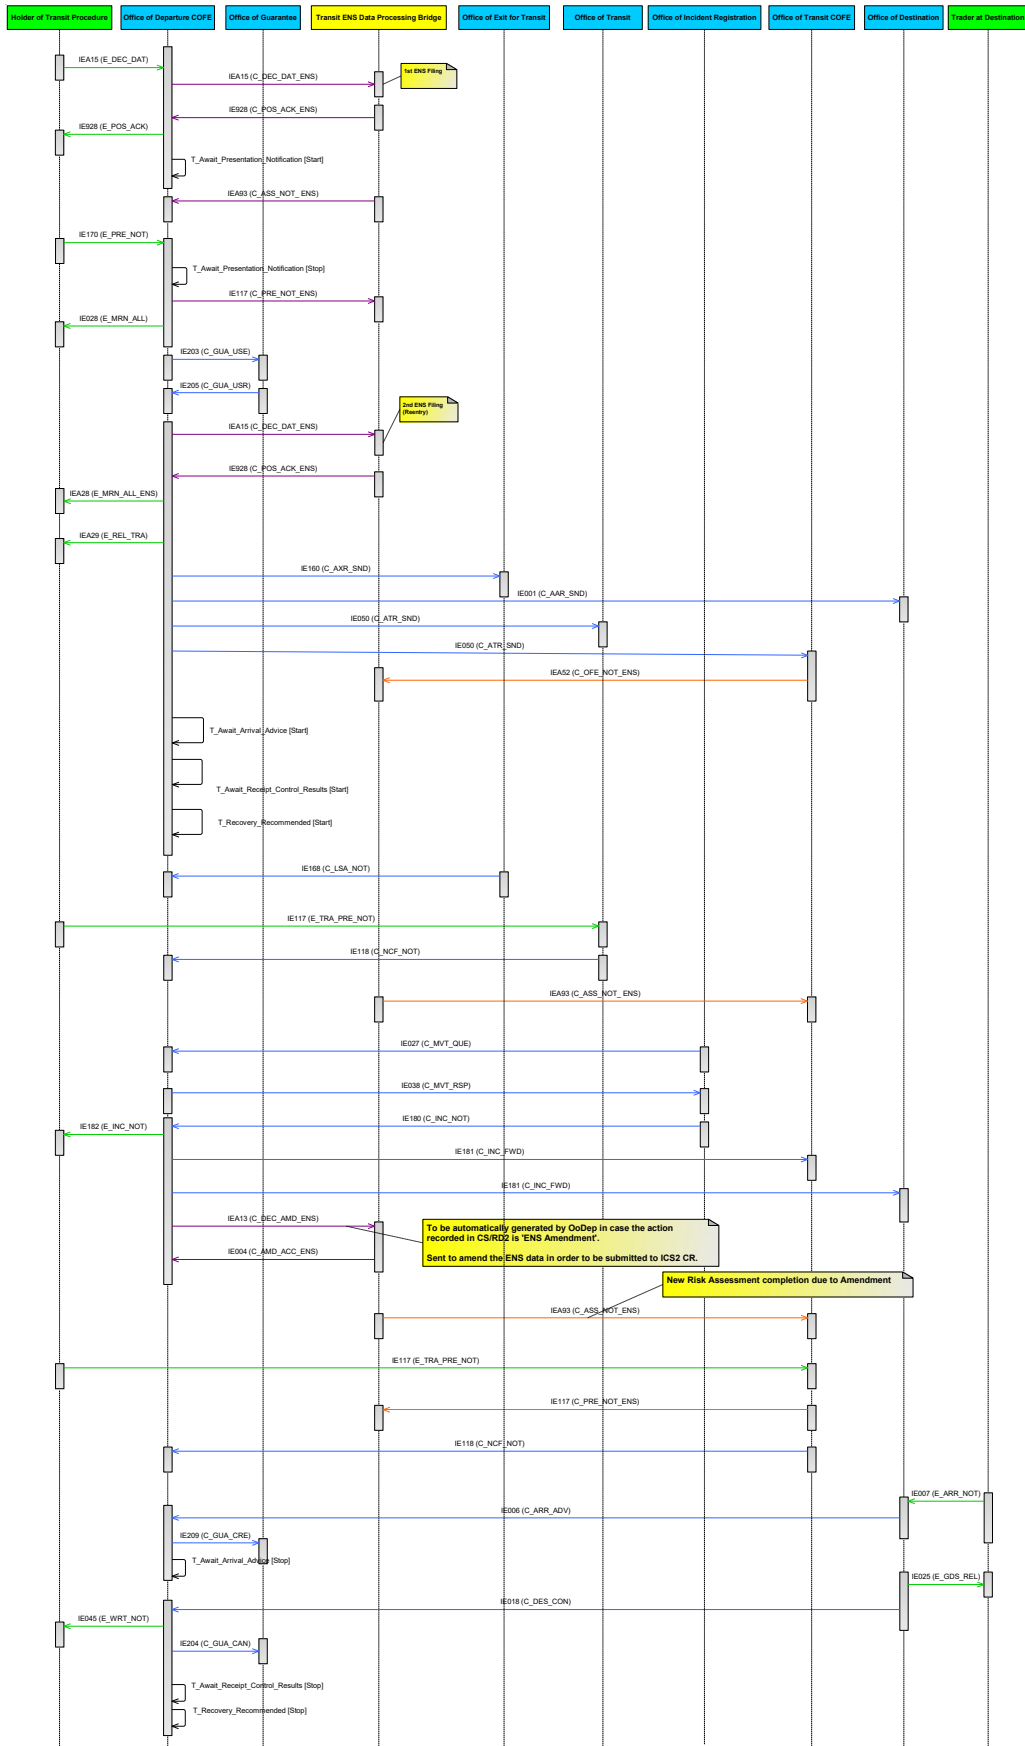 Holder of Transit Procedure
Office of Departure COFE
Office of Guarantee
Transit ENS Data Processing Bridge
Office of Exit for Transit
Office of Transit
Office of Incident Registration
Office of Transit COFE
Office of Destination
Trader at Destination
IEA15 (E_DEC_DAT)
IEA15 (C_DEC_DAT_ENS)
1st ENS Filing
IE928 (C_POS_ACK_ENS)
IE928 (E_POS_ACK)
T_Await_Presentation_Notification [Start]
IEA93 (C_ASS_NOT_ ENS)
IE170 (E_PRE_NOT)
T_Await_Presentation_Notification [Stop]
IE117 (C_PRE_NOT_ENS)
IE028 (E_MRN_ALL)
IE203 (C_GUA_USE)
IE205 (C_GUA_USR)
2nd ENS Filing
(Reentry)
IEA15 (C_DEC_DAT_ENS)
IE928 (C_POS_ACK_ENS)
IEA28 (E_MRN_ALL_ENS)
IEA29 (E_REL_TRA)
IE160 (C_AXR_SND)
IE001 (C_AAR_SND)
IE050 (C_ATR_SND)
IE050 (C_ATR_SND)
IEA52 (C_OFE_NOT_ENS)
T_Await_Arrival_Advice [Start]
T_Await_Receipt_Control_Results [Start]
T_Recovery_Recommended [Start]
IE168 (C_LSA_NOT)
IE117 (E_TRA_PRE_NOT)
IE118 (C_NCF_NOT)
IEA93 (C_ASS_NOT_ ENS)
IE027 (C_MVT_QUE)
IE038 (C_MVT_RSP)
IE180 (C_INC_NOT)
IE182 (E_INC_NOT)
IE181 (C_INC_FWD)
IE181 (C_INC_FWD)
IEA13 (C_DEC_AMD_ENS)
To be automatically generated by OoDep in case the action
recorded in CS/RD2 is 'ENS Amendment'.
Sent to amend the ENS data in order to be submitted to ICS2 CR.
IE004 (C_AMD_ACC_ENS)
New Risk Assessment completion due to Amendment
IEA93 (C_ASS_NOT_ENS)
IE117 (E_TRA_PRE_NOT)
IE117 (C_PRE_NOT_ENS)
IE118 (C_NCF_NOT)
IE007 (E_ARR_NOT)
IE006 (C_ARR_ADV)
IE209 (C_GUA_CRE)
T_Await_Arrival_Advice [Stop]
IE025 (E_GDS_REL)
IE018 (C_DES_CON)
IE045 (E_WRT_NOT)
IE204 (C_GUA_CAN)
T_Await_Receipt_Control_Results [Stop]
T_Recovery_Recommended [Stop]